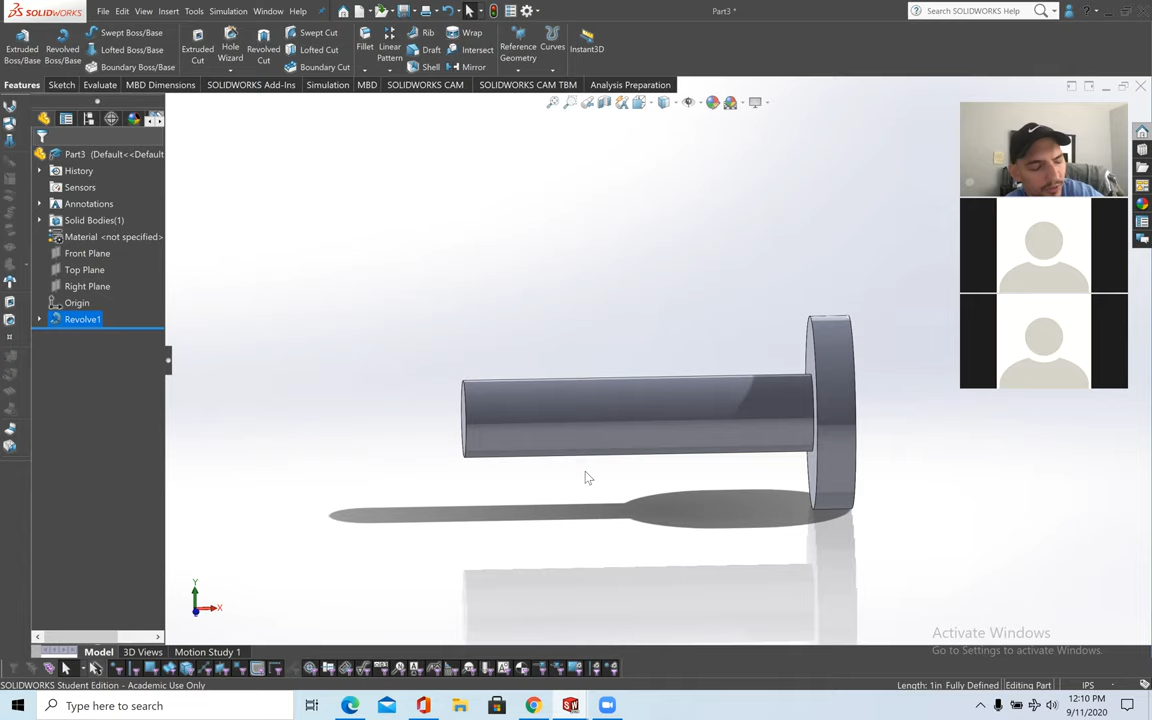 SOLIDWORKS File Edit View Insert Tools Simulation Window Help Part3 * Search SOLIDWORKS Help
Extruded Boss/Base
Revolved Boss/Base
Swept Boss/Base
Lofted Boss/Base
Boundary Boss/Base
Extruded Cut
Hole Wizard
Revolved Cut
Swept Cut
Lofted Cut
Boundary Cut
Fillet
Linear Pattern
Rib
Draft
Shell
Wrap
Intersect
Mirror
Reference Geometry
Curves
Instant3D
Features Sketch Evaluate MBD Dimensions SOLIDWORKS Add-Ins Simulation MBD SOLIDWORKS CAM SOLIDWORKS CAM TBM Analysis Preparation
Part3 (Default<<Default
History
Sensors
Annotations
Solid Bodies(1)
Material <not specified>
Front Plane
Top Plane
Right Plane
Origin
Revolve1
Y
X
Activate Windows
Go to Settings to activate Windows.
Model 3D Views Motion Study 1
SOLIDWORKS Student Edition - Academic Use Only Length: 1in Fully Defined Editing Part IPS
Type here to search
12:10 PM
9/11/2020